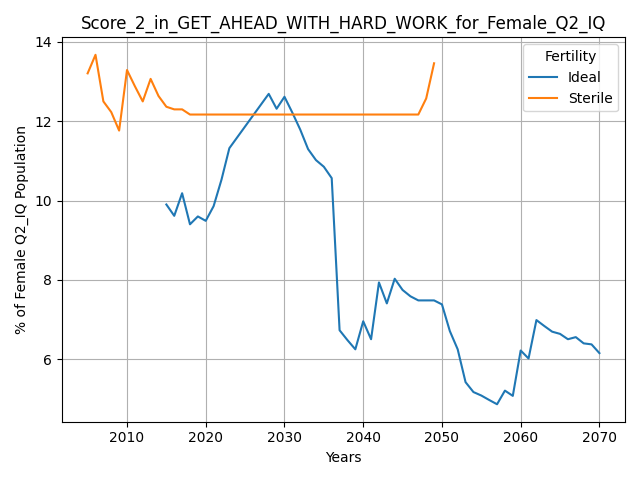 Score_2_in_GET_AHEAD_WITH_HARD_WORK_for_Female_Q2_IQ
Fertility
Ideal
Sterile
% of Female Q2_IQ Population
14
12
10
8
6
2010 2020 2030 2040 2050 2060 2070
Years